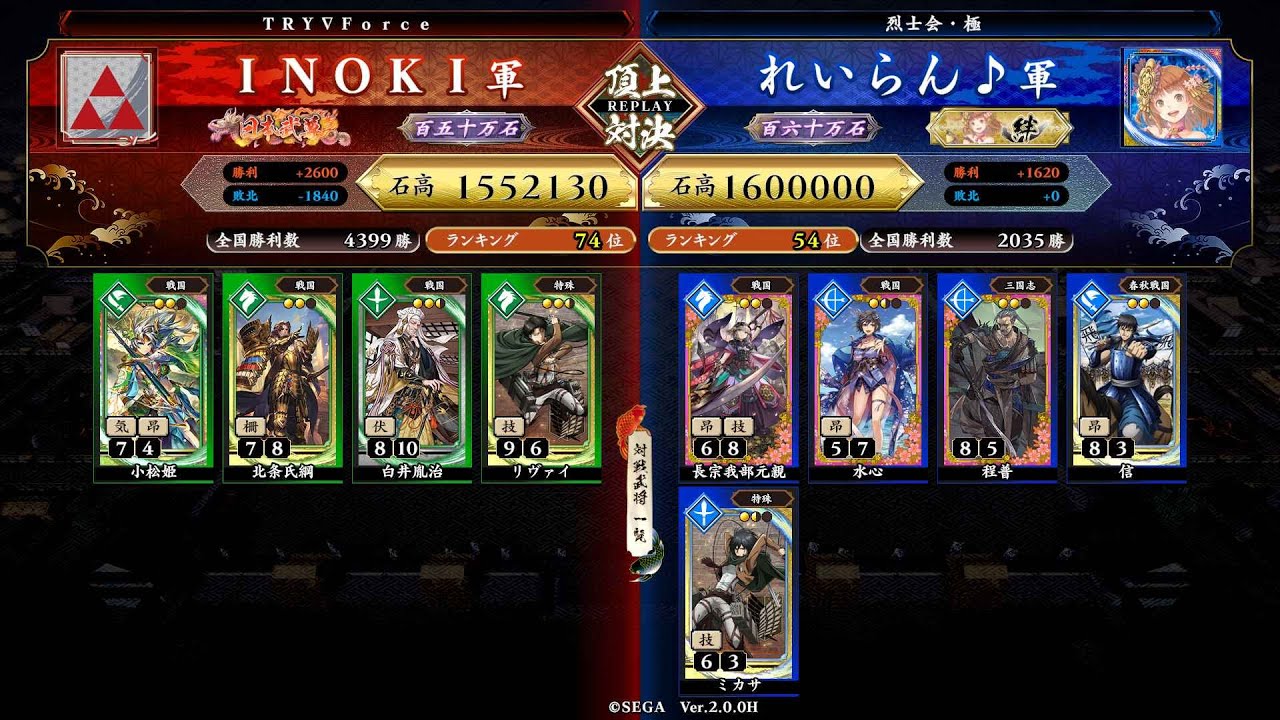 TRY∇Force
烈士会・極
INOKI軍
頂上
REPLAY
対決
れいらん♪軍
日本武道
百五十万石
百六十万石
絆
勝利 +2600
敗北 -1840
石高 1552130
石高 1600000
勝利 +1620
敗北 +0
全国勝利数 4399勝
ランキング 74位
ランキング 54位
全国勝利数 2035勝
戦国
戦国
戦国
特殊
戦国
戦国
三国志
春秋戦国
飛
気 昂
柵
伏
技
昂 技
昂
昂
7 4
7 8
8 10
9 6
6 8
5 7
8 5
8 3
小松姫
北条氏綱
白井胤治
リヴァイ
長宗我部元親
水心
程普
信
対戦武将一覧
特殊
技
6 3
ミカサ
©SEGA Ver.2.0.0H